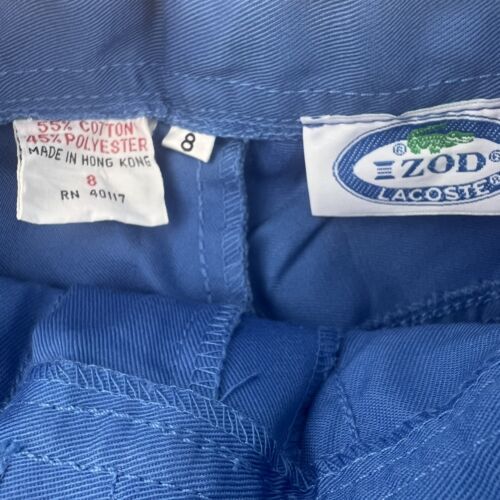 55% COTTON
45% POLYESTER
MADE IN HONG KONG
8
RN 40117
8
® IZOD ®
LACOSTE®